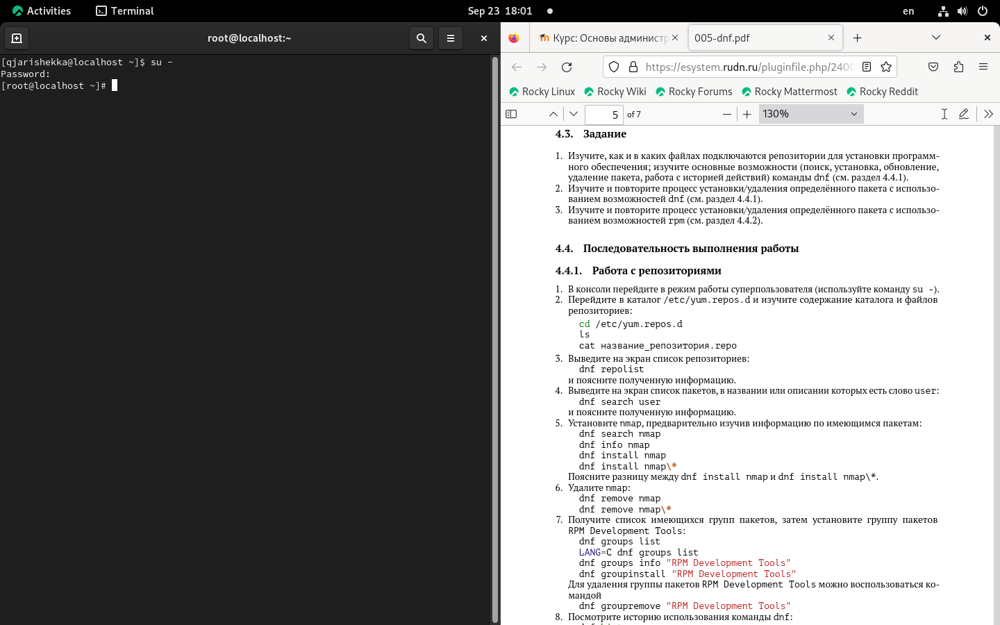 Activities
Terminal
Sep 23 18:01
en
root@localhost:~
[qjarishekka@localhost ~]$ su -
Password:
[root@localhost ~]#
Курс: Основы администр
005-dnf.pdf
https://esystem.rudn.ru/pluginfile.php/2400
Rocky Linux
Rocky Wiki
Rocky Forums
Rocky Mattermost
Rocky Reddit
5 of 7
130%
4.3. Задание
1. Изучите, как и в каких файлах подключаются репозитории для установки программ-
ного обеспечения; изучите основные возможности (поиск, установка, обновление,
удаление пакета, работа с историей действий) команды dnf (см. раздел 4.4.1).
2. Изучите и повторите процесс установки/удаления определённого пакета с использо-
ванием возможностей dnf (см. раздел 4.4.1).
3. Изучите и повторите процесс установки/удаления определённого пакета с использо-
ванием возможностей rpm (см. раздел 4.4.2).
4.4. Последовательность выполнения работы
4.4.1. Работа с репозиториями
1. В консоли перейдите в режим работы суперпользователя (используйте команду su -).
2. Перейдите в каталог /etc/yum.repos.d и изучите содержание каталога и файлов
репозиториев:
cd /etc/yum.repos.d
ls
cat название_репозитория.repo
3. Выведите на экран список репозиториев:
dnf repolist
и поясните полученную информацию.
4. Выведите на экран список пакетов, в названии или описании которых есть слово user:
dnf search user
и поясните полученную информацию.
5. Установите nmap, предварительно изучив информацию по имеющимся пакетам:
dnf search nmap
dnf info nmap
dnf install nmap
dnf install nmap\*
Поясните разницу между dnf install nmap и dnf install nmap\*.
6. Удалите nmap:
dnf remove nmap
dnf remove nmap\*
7. Получите список имеющихся групп пакетов, затем установите группу пакетов
RPM Development Tools:
dnf groups list
LANG=C dnf groups list
dnf groups info "RPM Development Tools"
dnf groupinstall "RPM Development Tools"
Для удаления группы пакетов RPM Development Tools можно воспользоваться ко-
мандой
dnf groupremove "RPM Development Tools"
8. Посмотрите историю использования команды dnf: